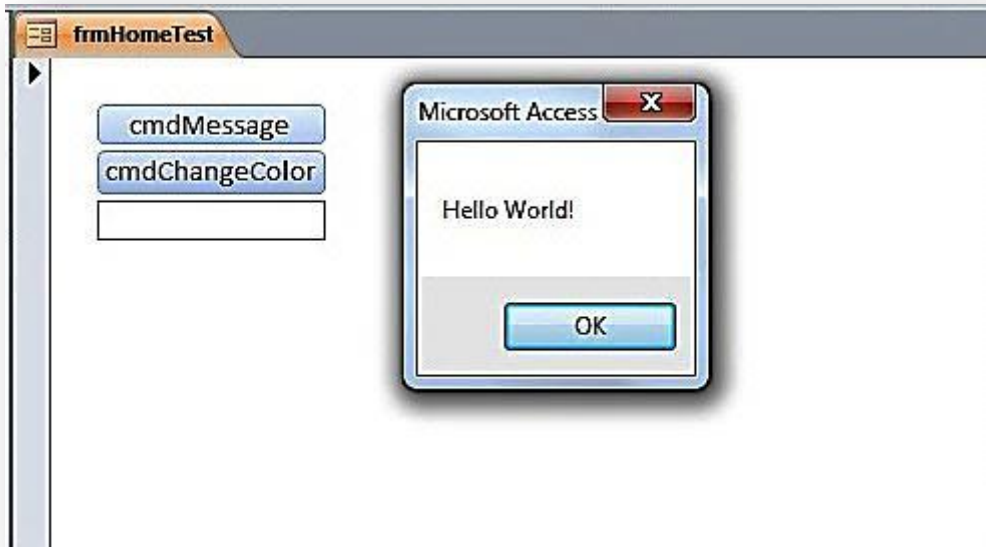 frmHomeTest
cmdMessage
cmdChangeColor
Microsoft Access
Hello World!
OK